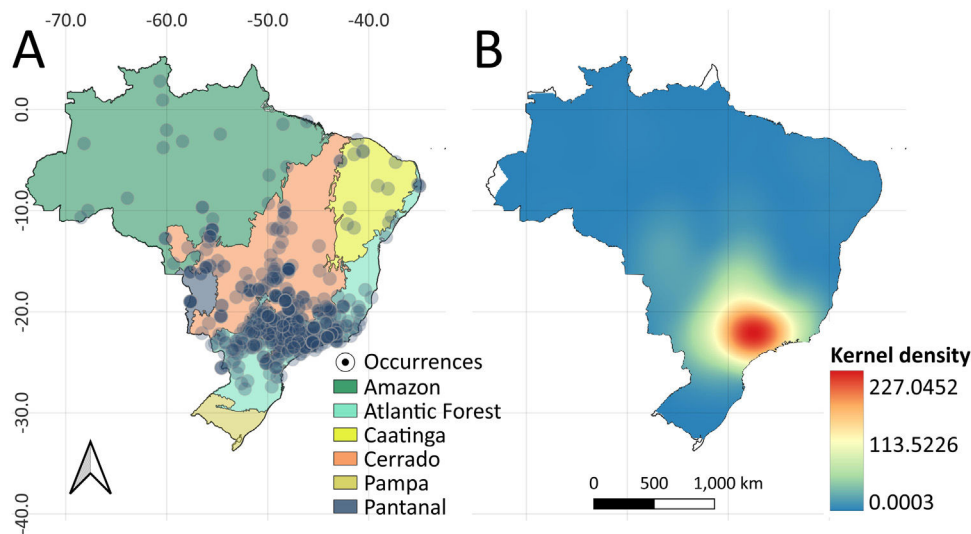 -70.0 -60.0 -50.0 -40.0
A
B
0.0
-10.0
-20.0
-30.0
-40.0
Occurrences
Amazon
Atlantic Forest
Caatinga
Cerrado
Pampa
Pantanal
Kernel density
227.0452
113.5226
0.0003
0 500 1,000 km